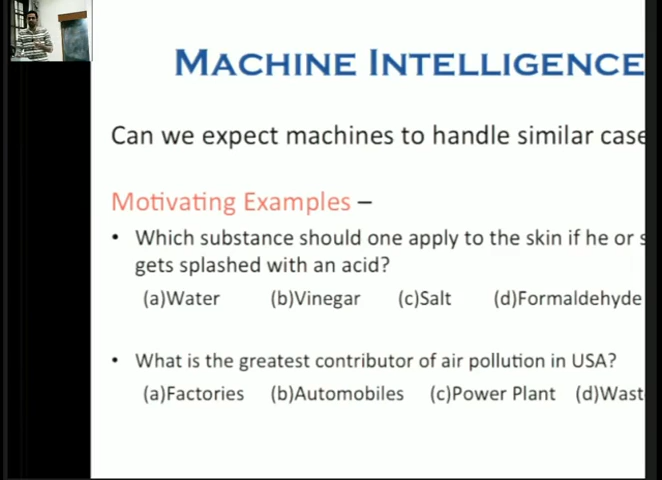 MACHINE INTELLIGENCE
Can we expect machines to handle similar case
Motivating Examples –
• Which substance should one apply to the skin if he or s
gets splashed with an acid?
(a)Water (b)Vinegar (c)Salt (d)Formaldehyde
• What is the greatest contributor of air pollution in USA?
(a)Factories (b)Automobiles (c)Power Plant (d)Wast